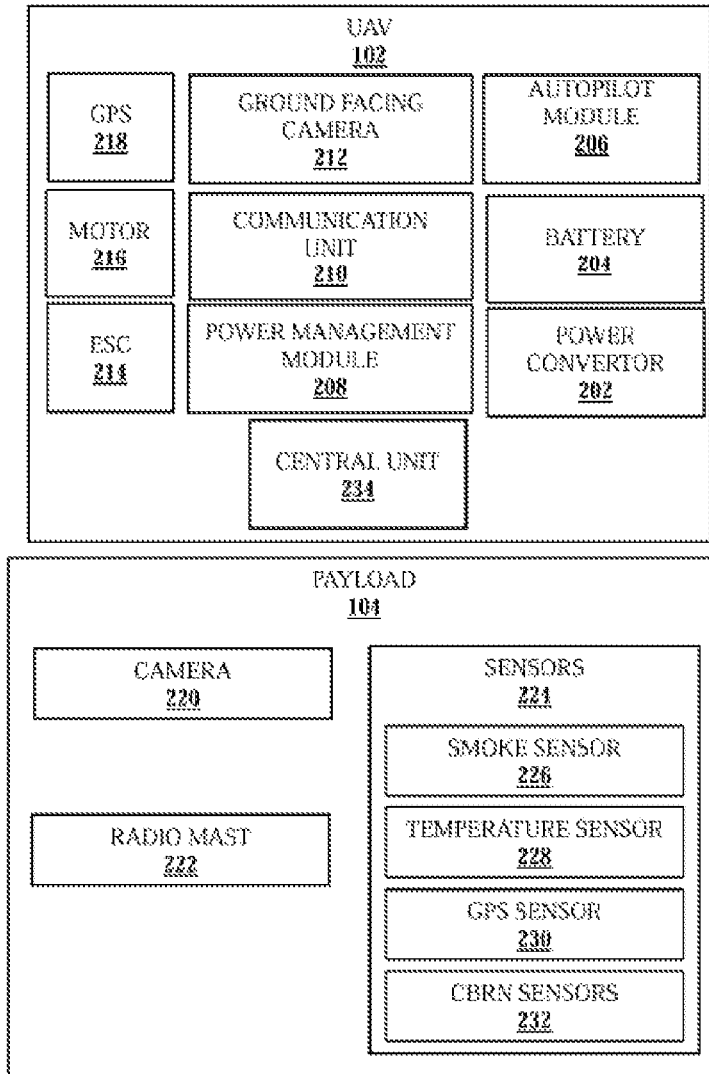 UAV
102
GPS
218
GROUND FACING
CAMERA
212
AUTOPILOT
MODULE
206
MOTOR
216
COMMUNICATION
UNIT
210
BATTERY
204
ESC
214
POWER MANAGEMENT
MODULE
208
POWER
CONVERTOR
202
CENTRAL UNIT
234
PAYLOAD
104
CAMERA
220
RADIO MAST
222
SENSORS
224
SMOKE SENSOR
226
TEMPERATURE SENSOR
228
GPS SENSOR
230
CBRN SENSORS
232